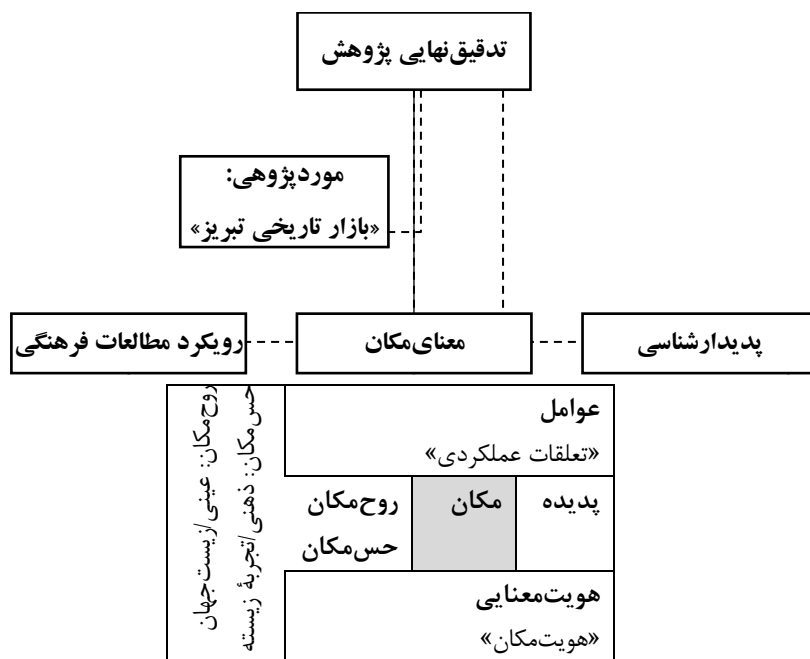 تدقیق‌نهایی پژوهش
موردپژوهی:
«بازار تاریخی تبریز»
پدیدارشناسی
معنای‌مکان
رویکرد مطالعات فرهنگی
عوامل
«تعلقات عملکردی»
پدیده
مکان
روح‌مکان
حس‌مکان
هویت‌معنایی
«هویت‌مکان»
روح‌مکان: عینی/زیست‌جهان
حس‌مکان: ذهنی/تجربهٔ زیسته